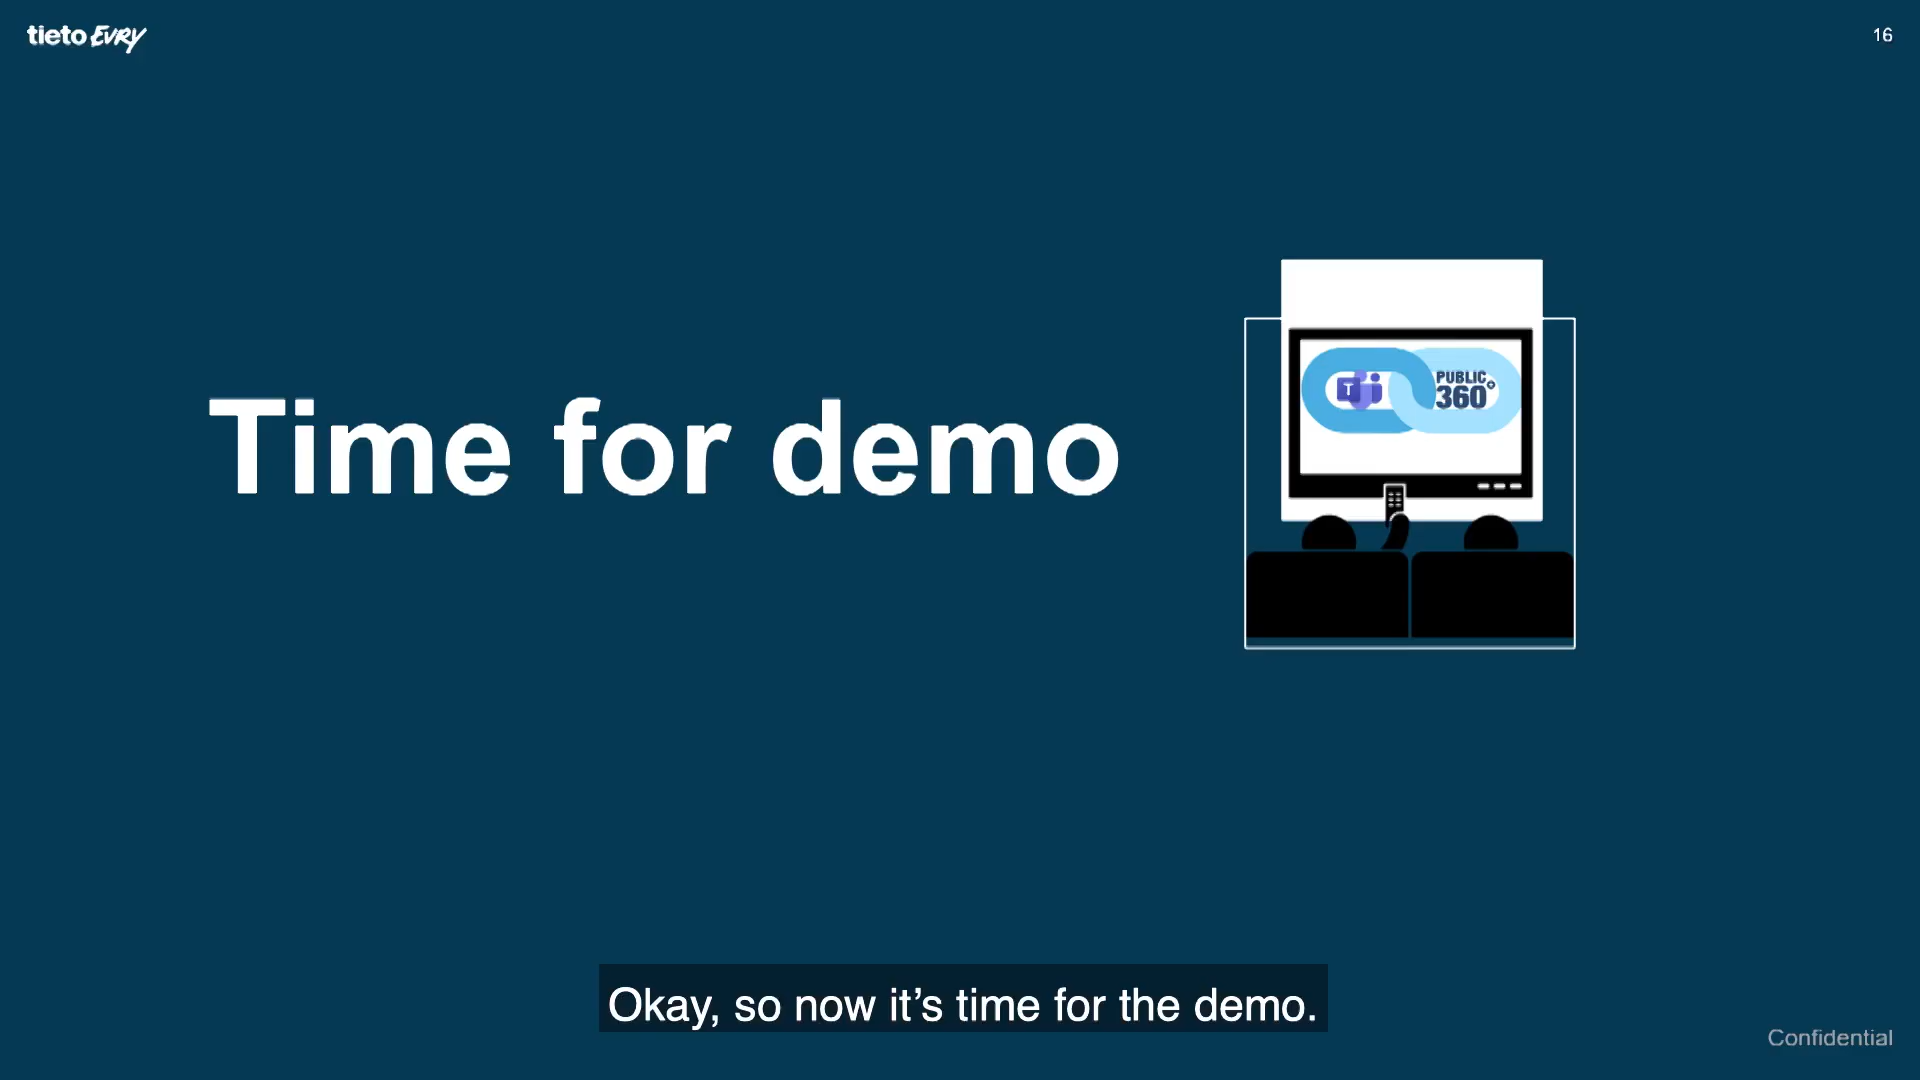 tieto EVRY
16
Time for demo
T
PUBLIC
360°
Okay, so now it’s time for the demo.
Confidential